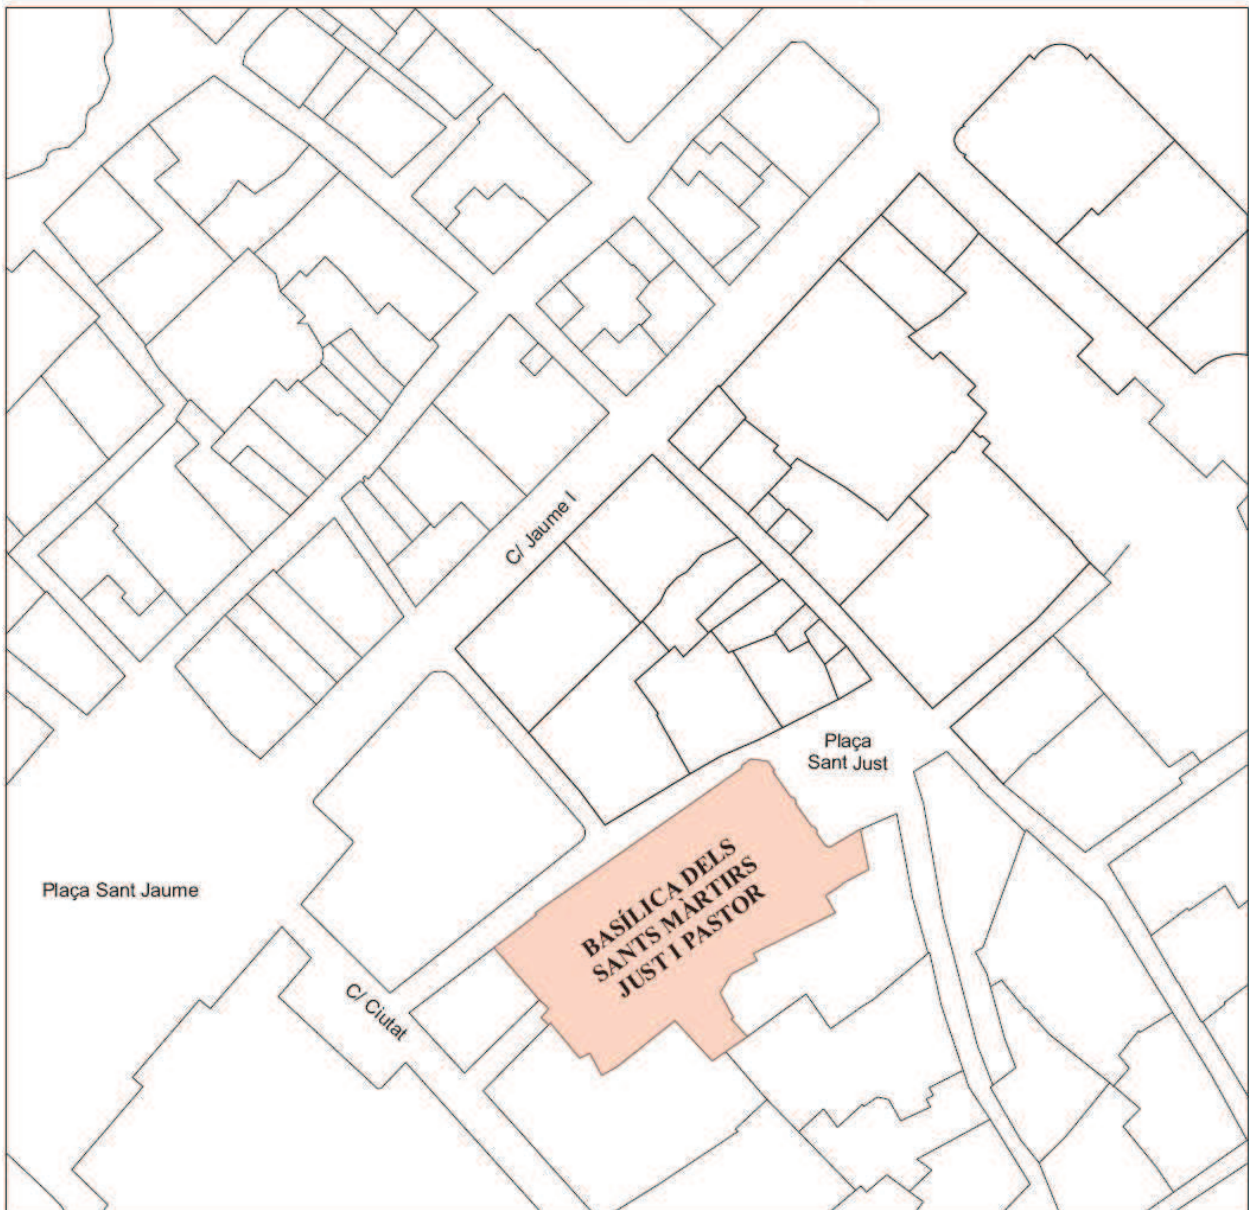 C/ Jaume I
Plaça
Sant Just
Plaça Sant Jaume
BASÍLICA DELS
SANTS MÀRTIRS
JUST I PASTOR
C/ Ciutat